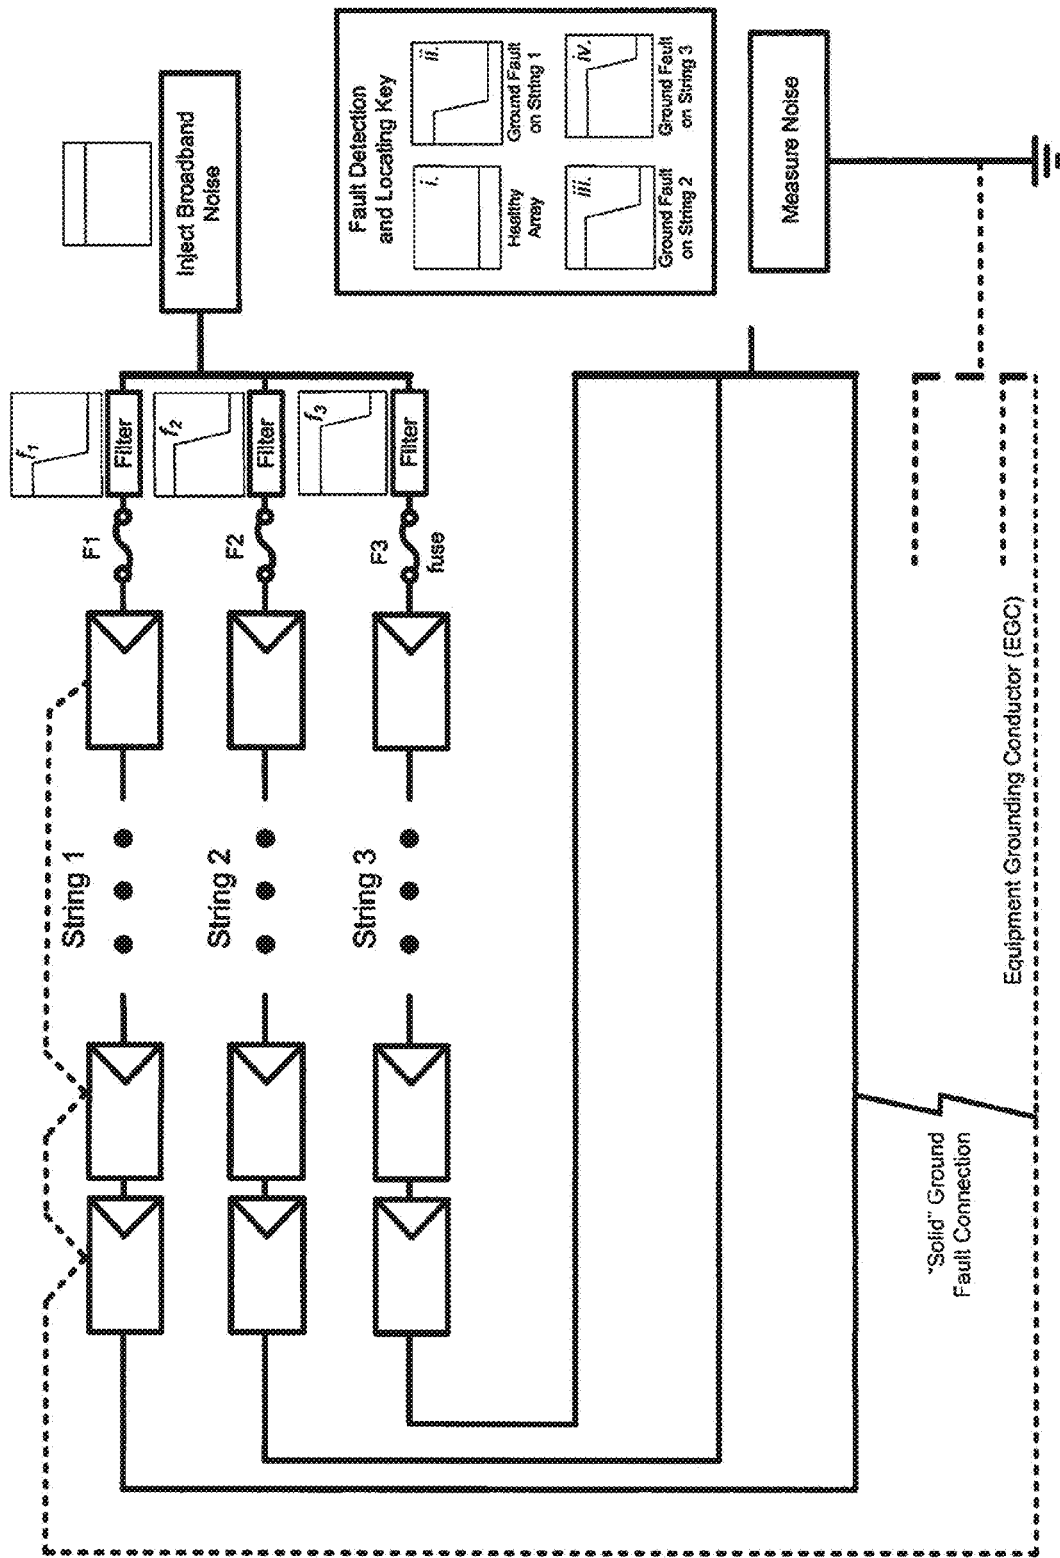 Inject Broadband
Noise
Fault Detection
and Locating Key
i.
Healthy
Array
ii.
Ground Fault
on String 1
iii.
Ground Fault
on String 2
iv.
Ground Fault
on String 3
Measure Noise
f1
Filter
F1
f2
Filter
F2
f3
Filter
F3
fuse
String 1
String 2
String 3
Equipment Grounding Conductor (EGC)
"Solid" Ground
Fault Connection